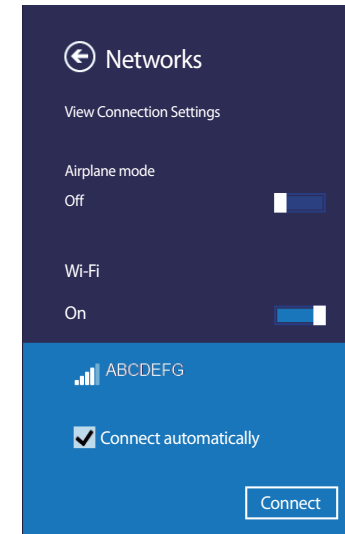 Networks
View Connection Settings
Airplane mode
Off
Wi-Fi
On
ABCDEFG
Connect automatically
Connect